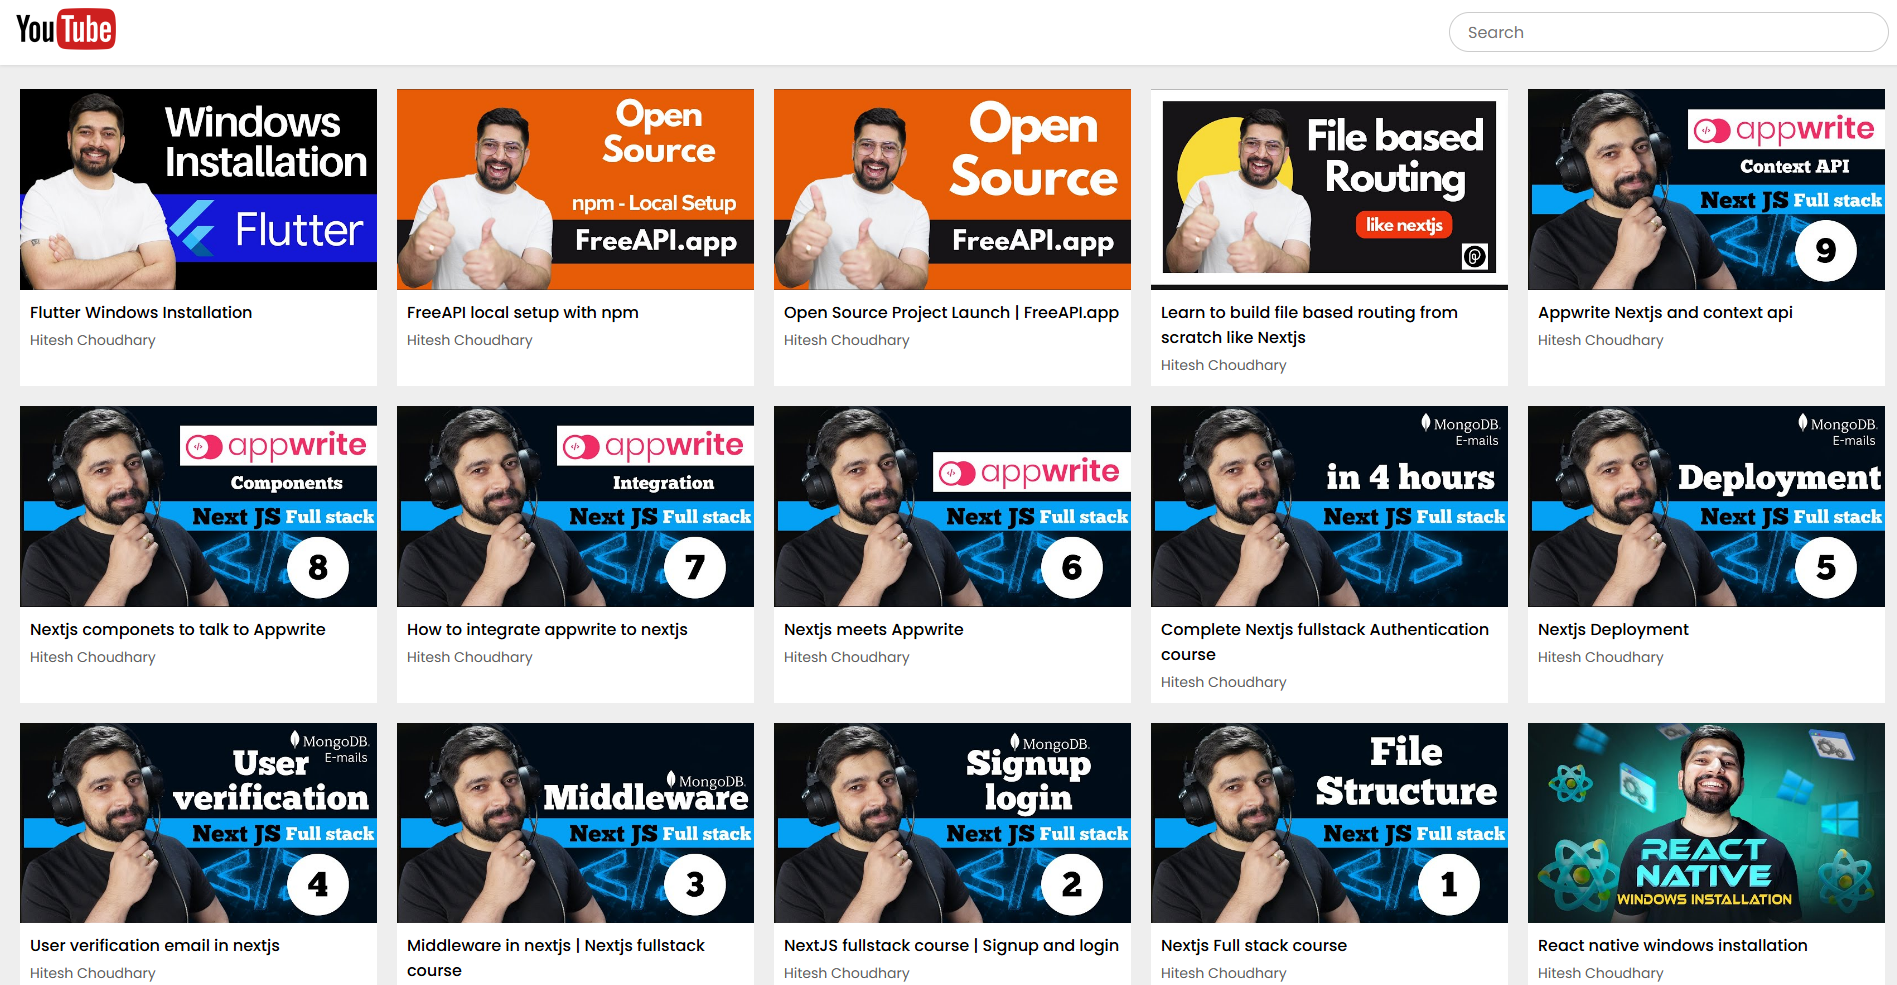 YouTube
Search
Windows
Installation
Flutter
Flutter Windows Installation
Hitesh Choudhary
Open
Source
npm - Local Setup
FreeAPI.app
FreeAPI local setup with npm
Hitesh Choudhary
Open
Source
FreeAPI.app
Open Source Project Launch | FreeAPI.app
Hitesh Choudhary
File based
Routing
like nextjs
Learn to build file based routing from
scratch like Nextjs
Hitesh Choudhary
appwrite
Context API
Next JS Full stack
9
Appwrite Nextjs and context api
Hitesh Choudhary
appwrite
Components
Next JS Full stack
8
Nextjs componets to talk to Appwrite
Hitesh Choudhary
appwrite
Integration
Next JS Full stack
7
How to integrate appwrite to nextjs
Hitesh Choudhary
appwrite
Next JS Full stack
6
Nextjs meets Appwrite
Hitesh Choudhary
MongoDB.
E-mails
in 4 hours
Next JS Full stack
Complete Nextjs fullstack Authentication
course
Hitesh Choudhary
MongoDB.
E-mails
Deployment
Next JS Full stack
5
Nextjs Deployment
Hitesh Choudhary
MongoDB.
E-mails
User
verification
Next JS Full stack
4
User verification email in nextjs
Hitesh Choudhary
MongoDB.
Middleware
Next JS Full stack
3
Middleware in nextjs | Nextjs fullstack
course
MongoDB.
Signup
login
Next JS Full stack
2
NextJS fullstack course | Signup and login
Hitesh Choudhary
File
Structure
Next JS Full stack
1
Nextjs Full stack course
Hitesh Choudhary
REACT
NATIVE
WINDOWS INSTALLATION
React native windows installation
Hitesh Choudhary